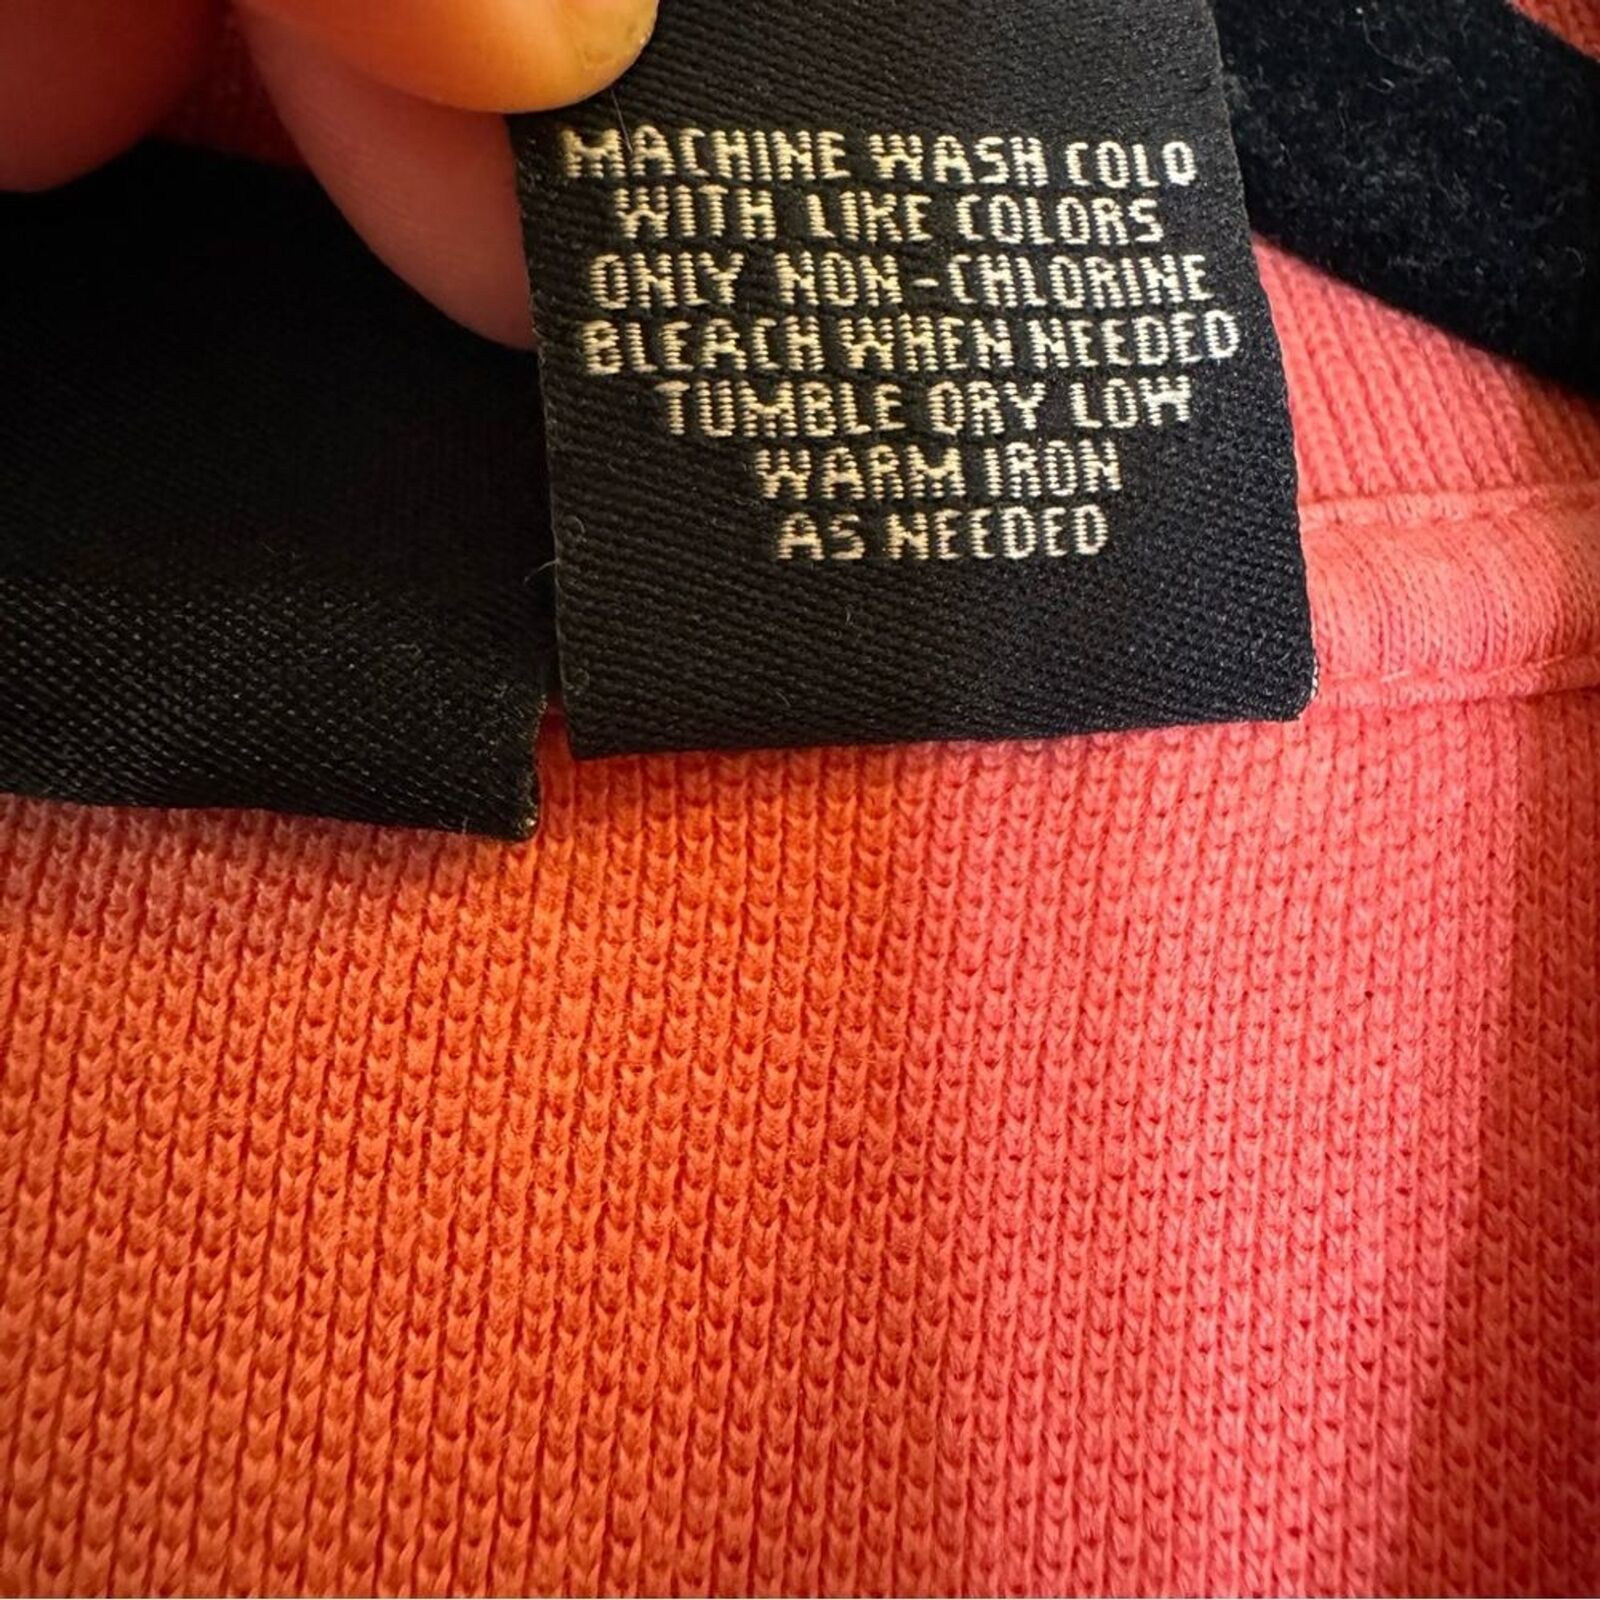 MACHINE WASH COLD
WITH LIKE COLORS
ONLY NON-CHLORINE
BLEACH WHEN NEEDED
TUMBLE DRY LOW
WARM IRON
AS NEEDED